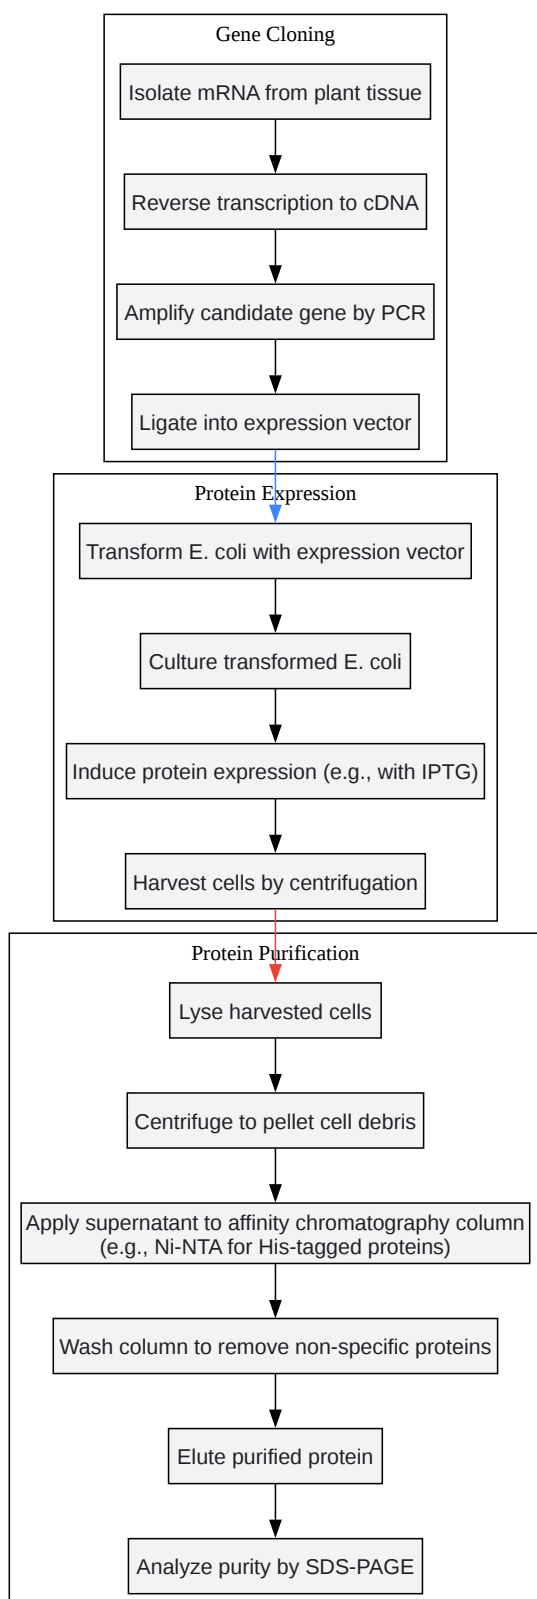 Gene Cloning
Isolate mRNA from plant tissue
Reverse transcription to cDNA
Amplify candidate gene by PCR
Ligate into expression vector
Protein Expression
Transform E. coli with expression vector
Culture transformed E. coli
Induce protein expression (e.g., with IPTG)
Harvest cells by centrifugation
Protein Purification
Lyse harvested cells
Centrifuge to pellet cell debris
Apply supernatant to affinity chromatography column
(e.g., Ni-NTA for His-tagged proteins)
Wash column to remove non-specific proteins
Elute purified protein
Analyze purity by SDS-PAGE